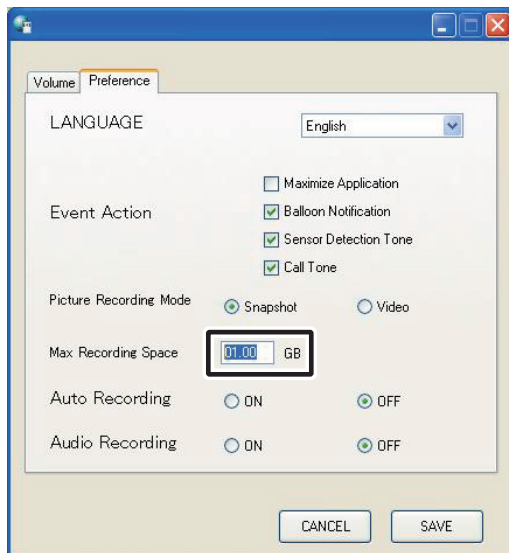 Volume Preference
LANGUAGE English
Maximize Application
Event Action Balloon Notification
Sensor Detection Tone
Call Tone
Picture Recording Mode Snapshot Video
Max Recording Space 01.00 GB
Auto Recording ON OFF
Audio Recording ON OFF
CANCEL SAVE